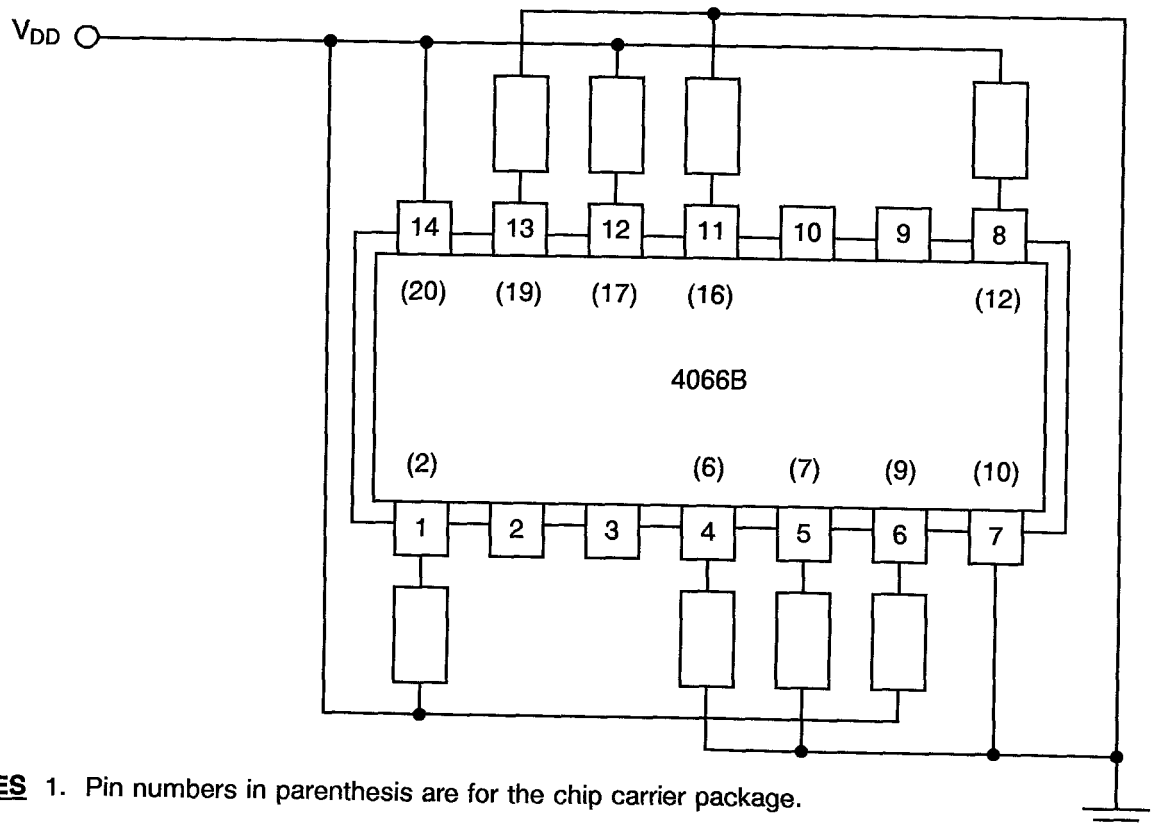 VDD
14 13 12 11 10 9 8
(20) (19) (17) (16) (12)
4066B
(2) (6) (7) (9) (10)
1 2 3 4 5 6 7
ES 1. Pin numbers in parenthesis are for the chip carrier package.